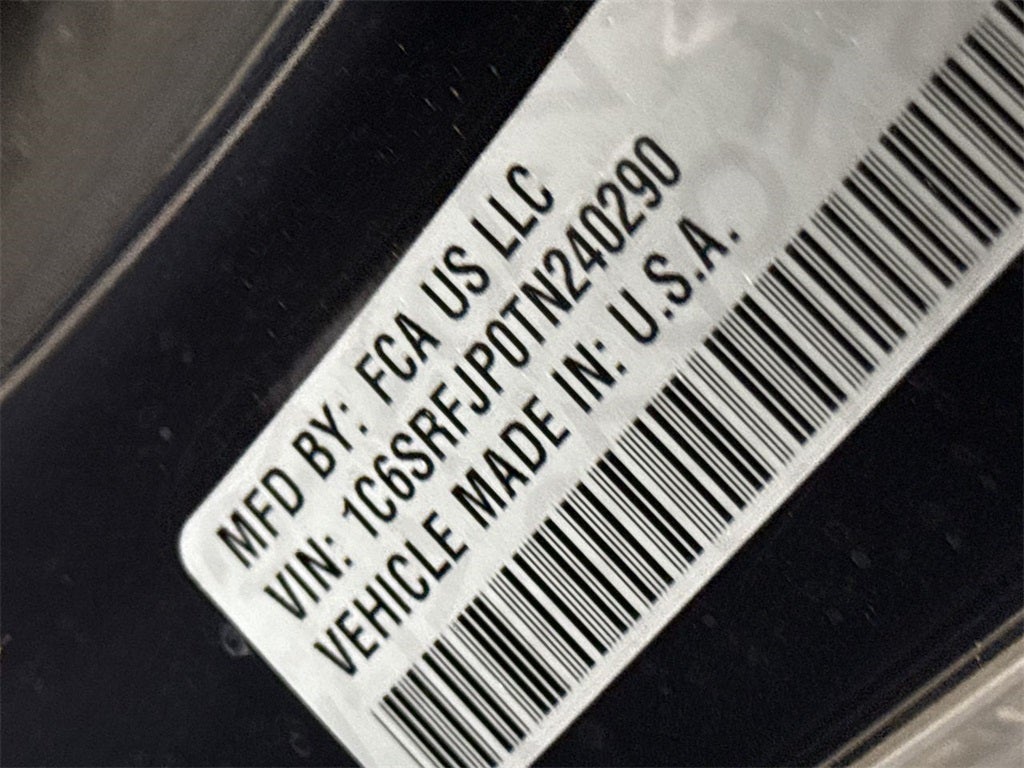 MFD BY: FCA US LLC
VIN: 1C6SRFJP0TN240290
VEHICLE MADE IN: U.S.A.